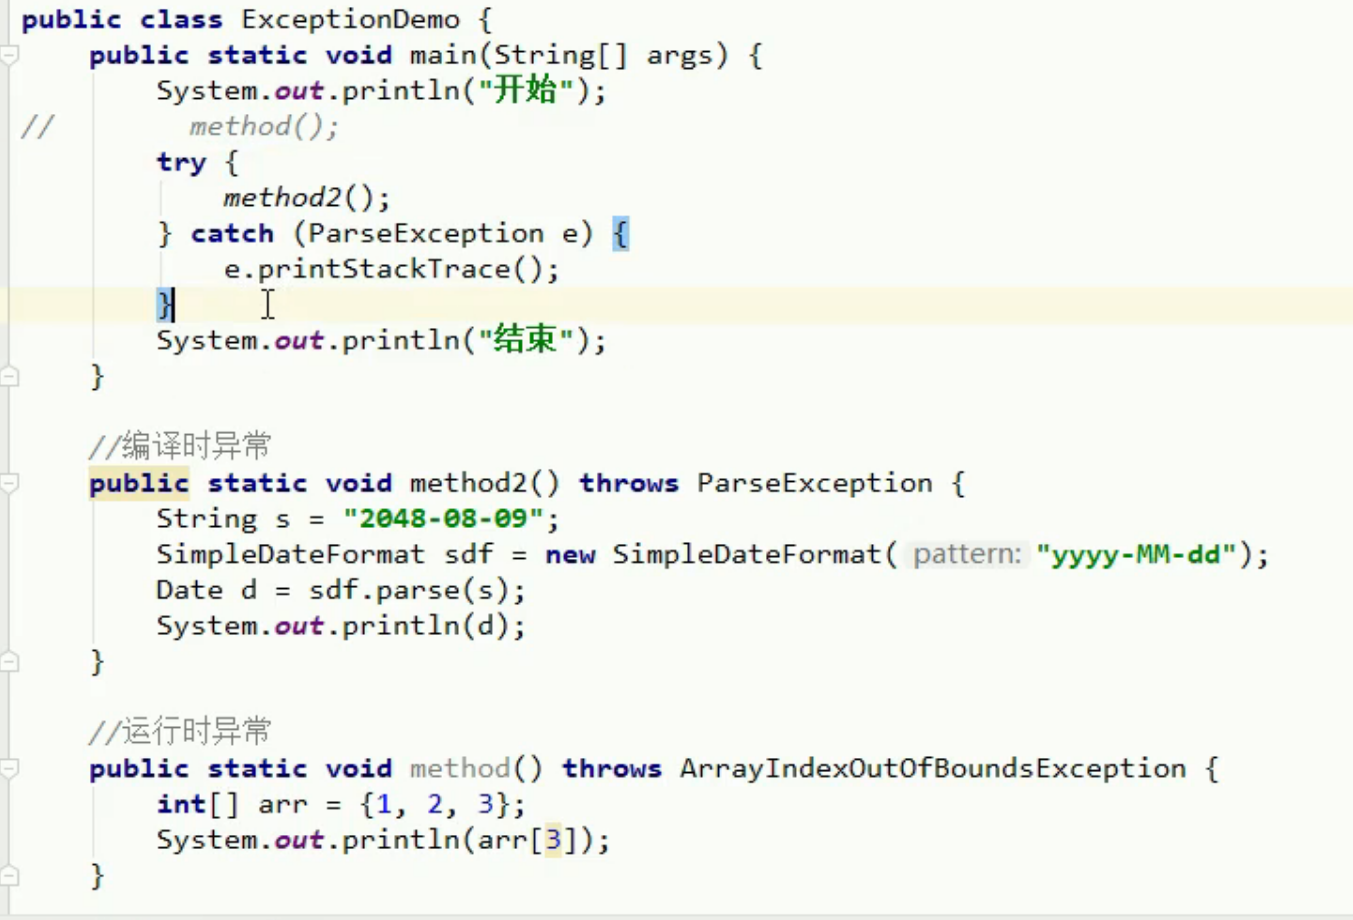 public class ExceptionDemo {
    public static void main(String[] args) {
        System.out.println("开始");
//        method();
        try {
            method2();
        } catch (ParseException e) {
            e.printStackTrace();
        }
        System.out.println("结束");
    }

    //编译时异常
    public static void method2() throws ParseException {
        String s = "2048-08-09";
        SimpleDateFormat sdf = new SimpleDateFormat( pattern: "yyyy-MM-dd");
        Date d = sdf.parse(s);
        System.out.println(d);
    }

    //运行时异常
    public static void method() throws ArrayIndexOutOfBoundsException {
        int[] arr = {1, 2, 3};
        System.out.println(arr[3]);
    }